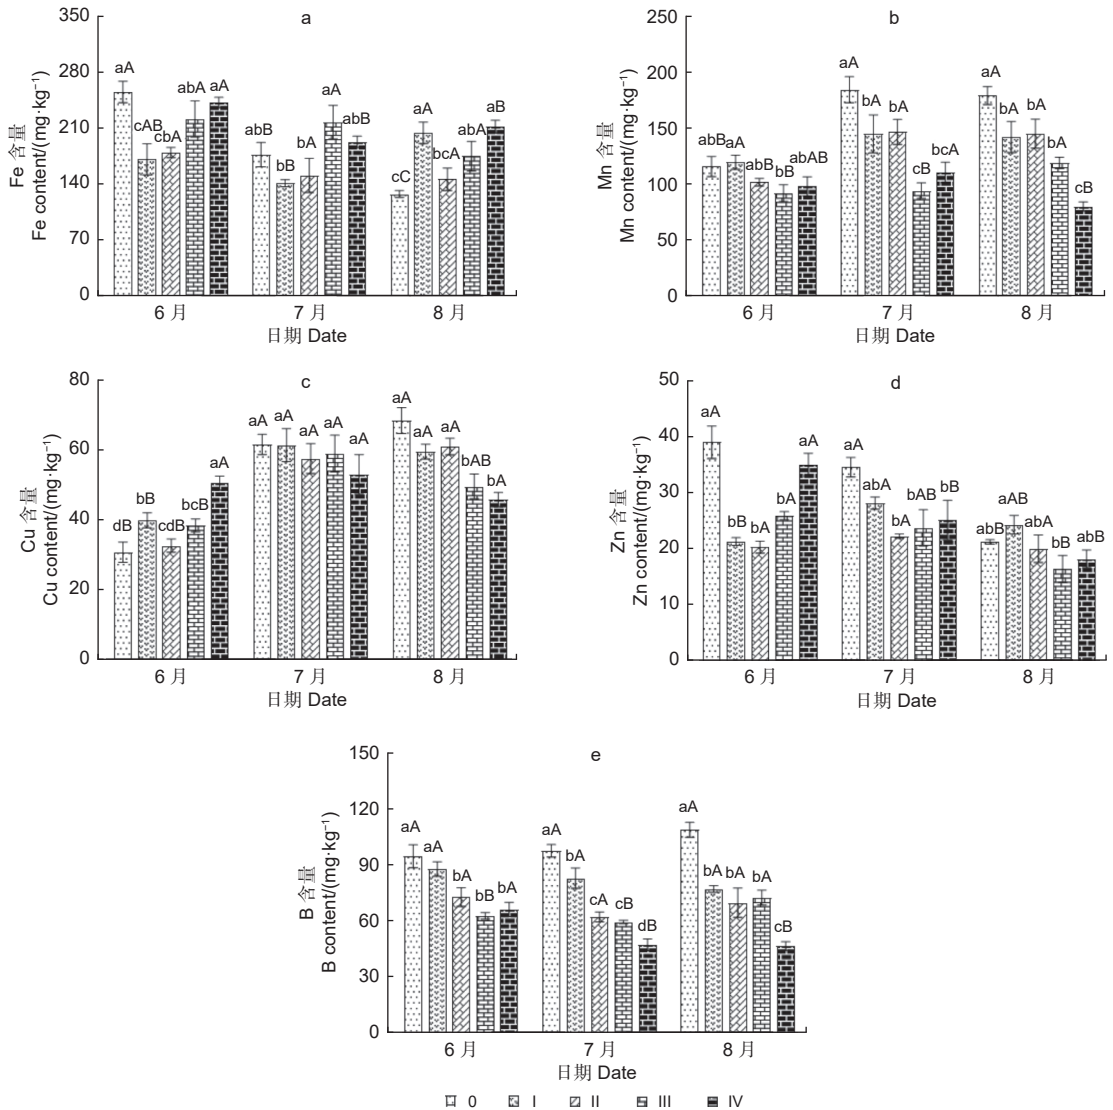 a
Fe 含量
Fe content/(mg·kg⁻¹)
350
280
210
140
70
0
aA cAB cbA abA aA
abB bB bA aA abB
cC aA bcA abA aB
6 月 7 月 8 月
日期 Date
b
Mn 含量
Mn content/(mg·kg⁻¹)
250
200
150
100
50
0
abB aA abB bB abAB
aA bA bA cB bcA
aA bA bA bA cB
6 月 7 月 8 月
日期 Date
c
Cu 含量
Cu content/(mg·kg⁻¹)
80
60
40
20
0
dB bB cdB bcB aA
aA aA aA aA aA
aA aA aA bAB bA
6 月 7 月 8 月
日期 Date
d
Zn 含量
Zn content/(mg·kg⁻¹)
50
40
30
20
10
0
aA bB bA bA aA
aA abA bA bAB bB
abB aAB abA bB abB
6 月 7 月 8 月
日期 Date
e
B 含量
B content/(mg·kg⁻¹)
150
120
90
60
30
0
aA aA bA bB bA
aA bA cA cB dB
aA bA bA bA cB
6 月 7 月 8 月
日期 Date
0 I II III IV